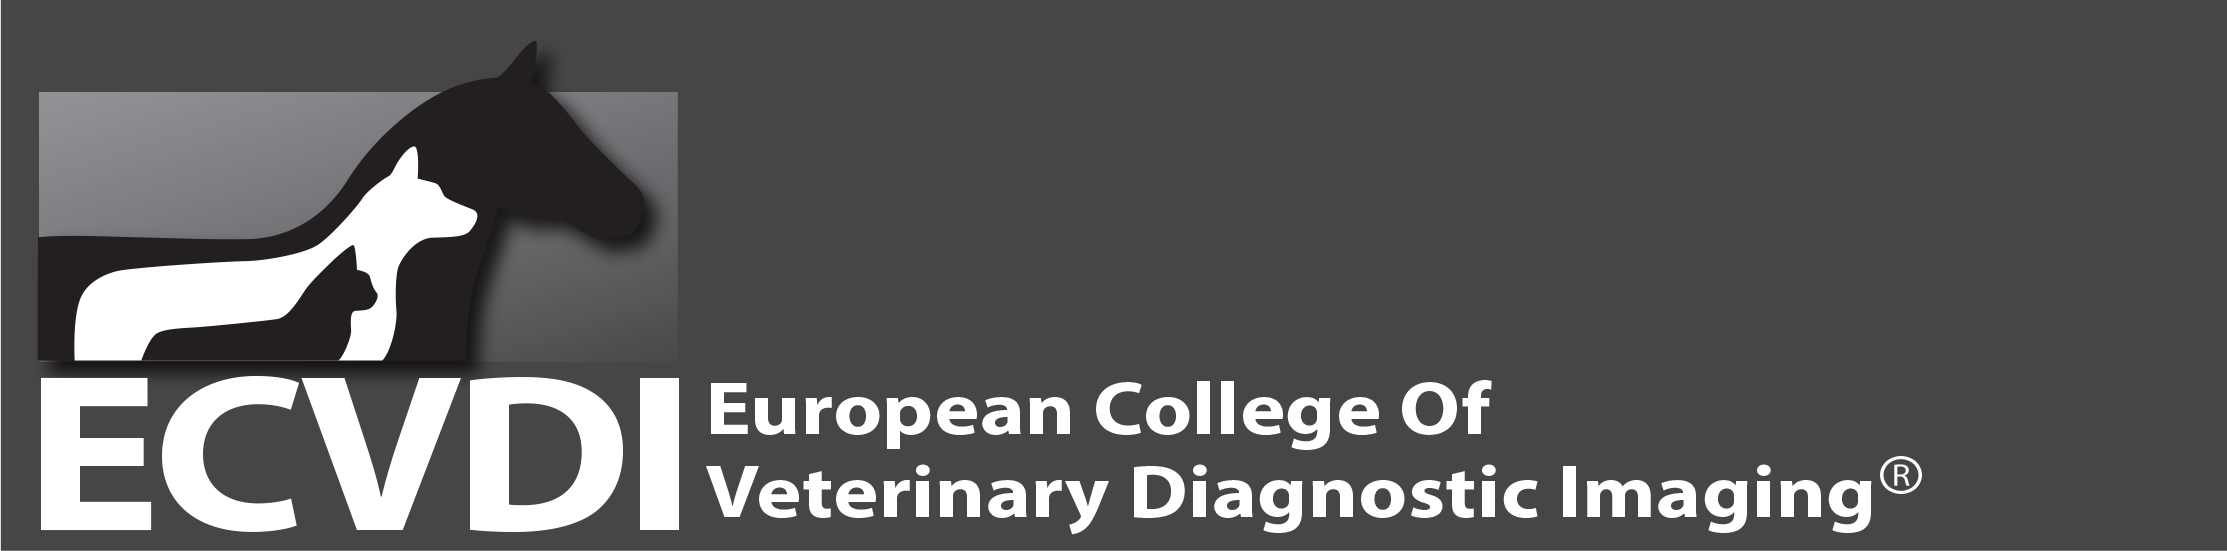 ECVDI
European College Of
Veterinary Diagnostic Imaging®